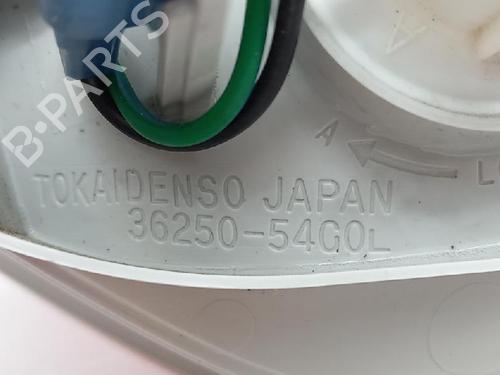 B-PARTS
A
A
L
TOKAIDENSO JAPAN
36250-54G0L